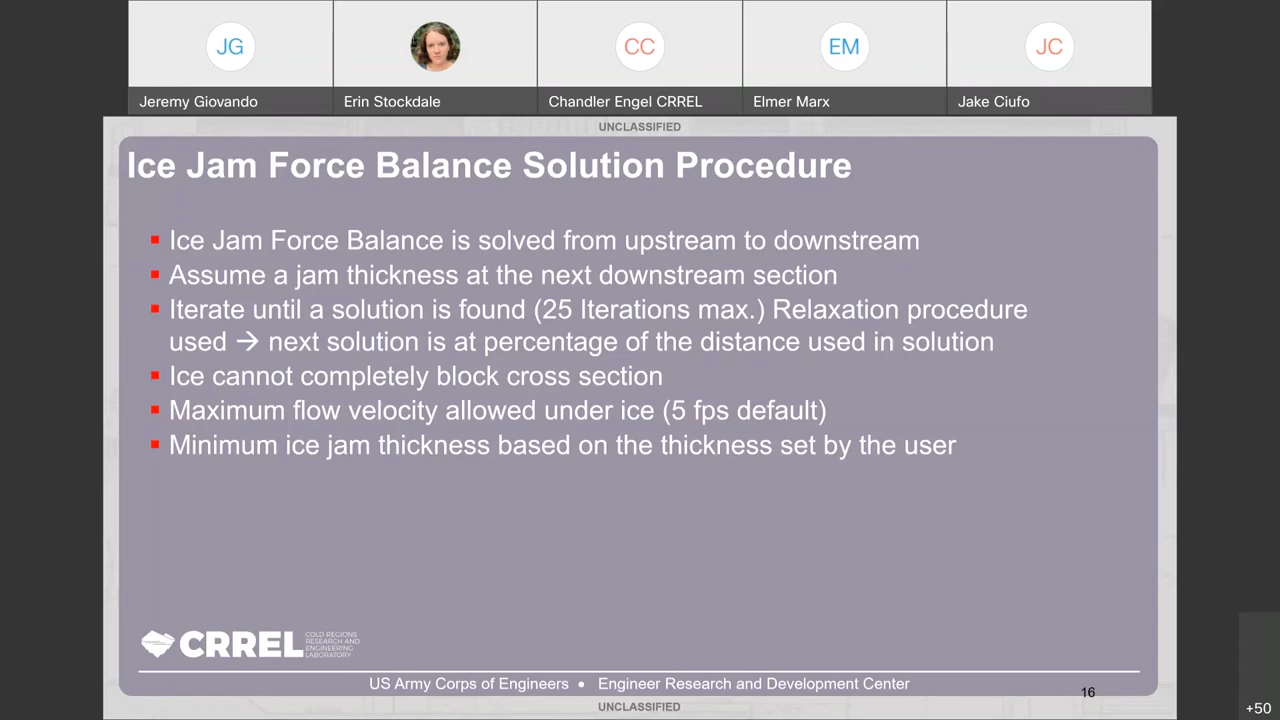 JG
CC
EM
JC
Jeremy Giovando
Erin Stockdale
Chandler Engel CRREL
Elmer Marx
Jake Ciufo
UNCLASSIFIED
Ice Jam Force Balance Solution Procedure
Ice Jam Force Balance is solved from upstream to downstream
Assume a jam thickness at the next downstream section
Iterate until a solution is found (25 Iterations max.) Relaxation procedure
used → next solution is at percentage of the distance used in solution
Ice cannot completely block cross section
Maximum flow velocity allowed under ice (5 fps default)
Minimum ice jam thickness based on the thickness set by the user
CRREL
COLD REGIONS
RESEARCH AND
ENGINEERING
LABORATORY
US Army Corps of Engineers • Engineer Research and Development Center
16
UNCLASSIFIED
+50